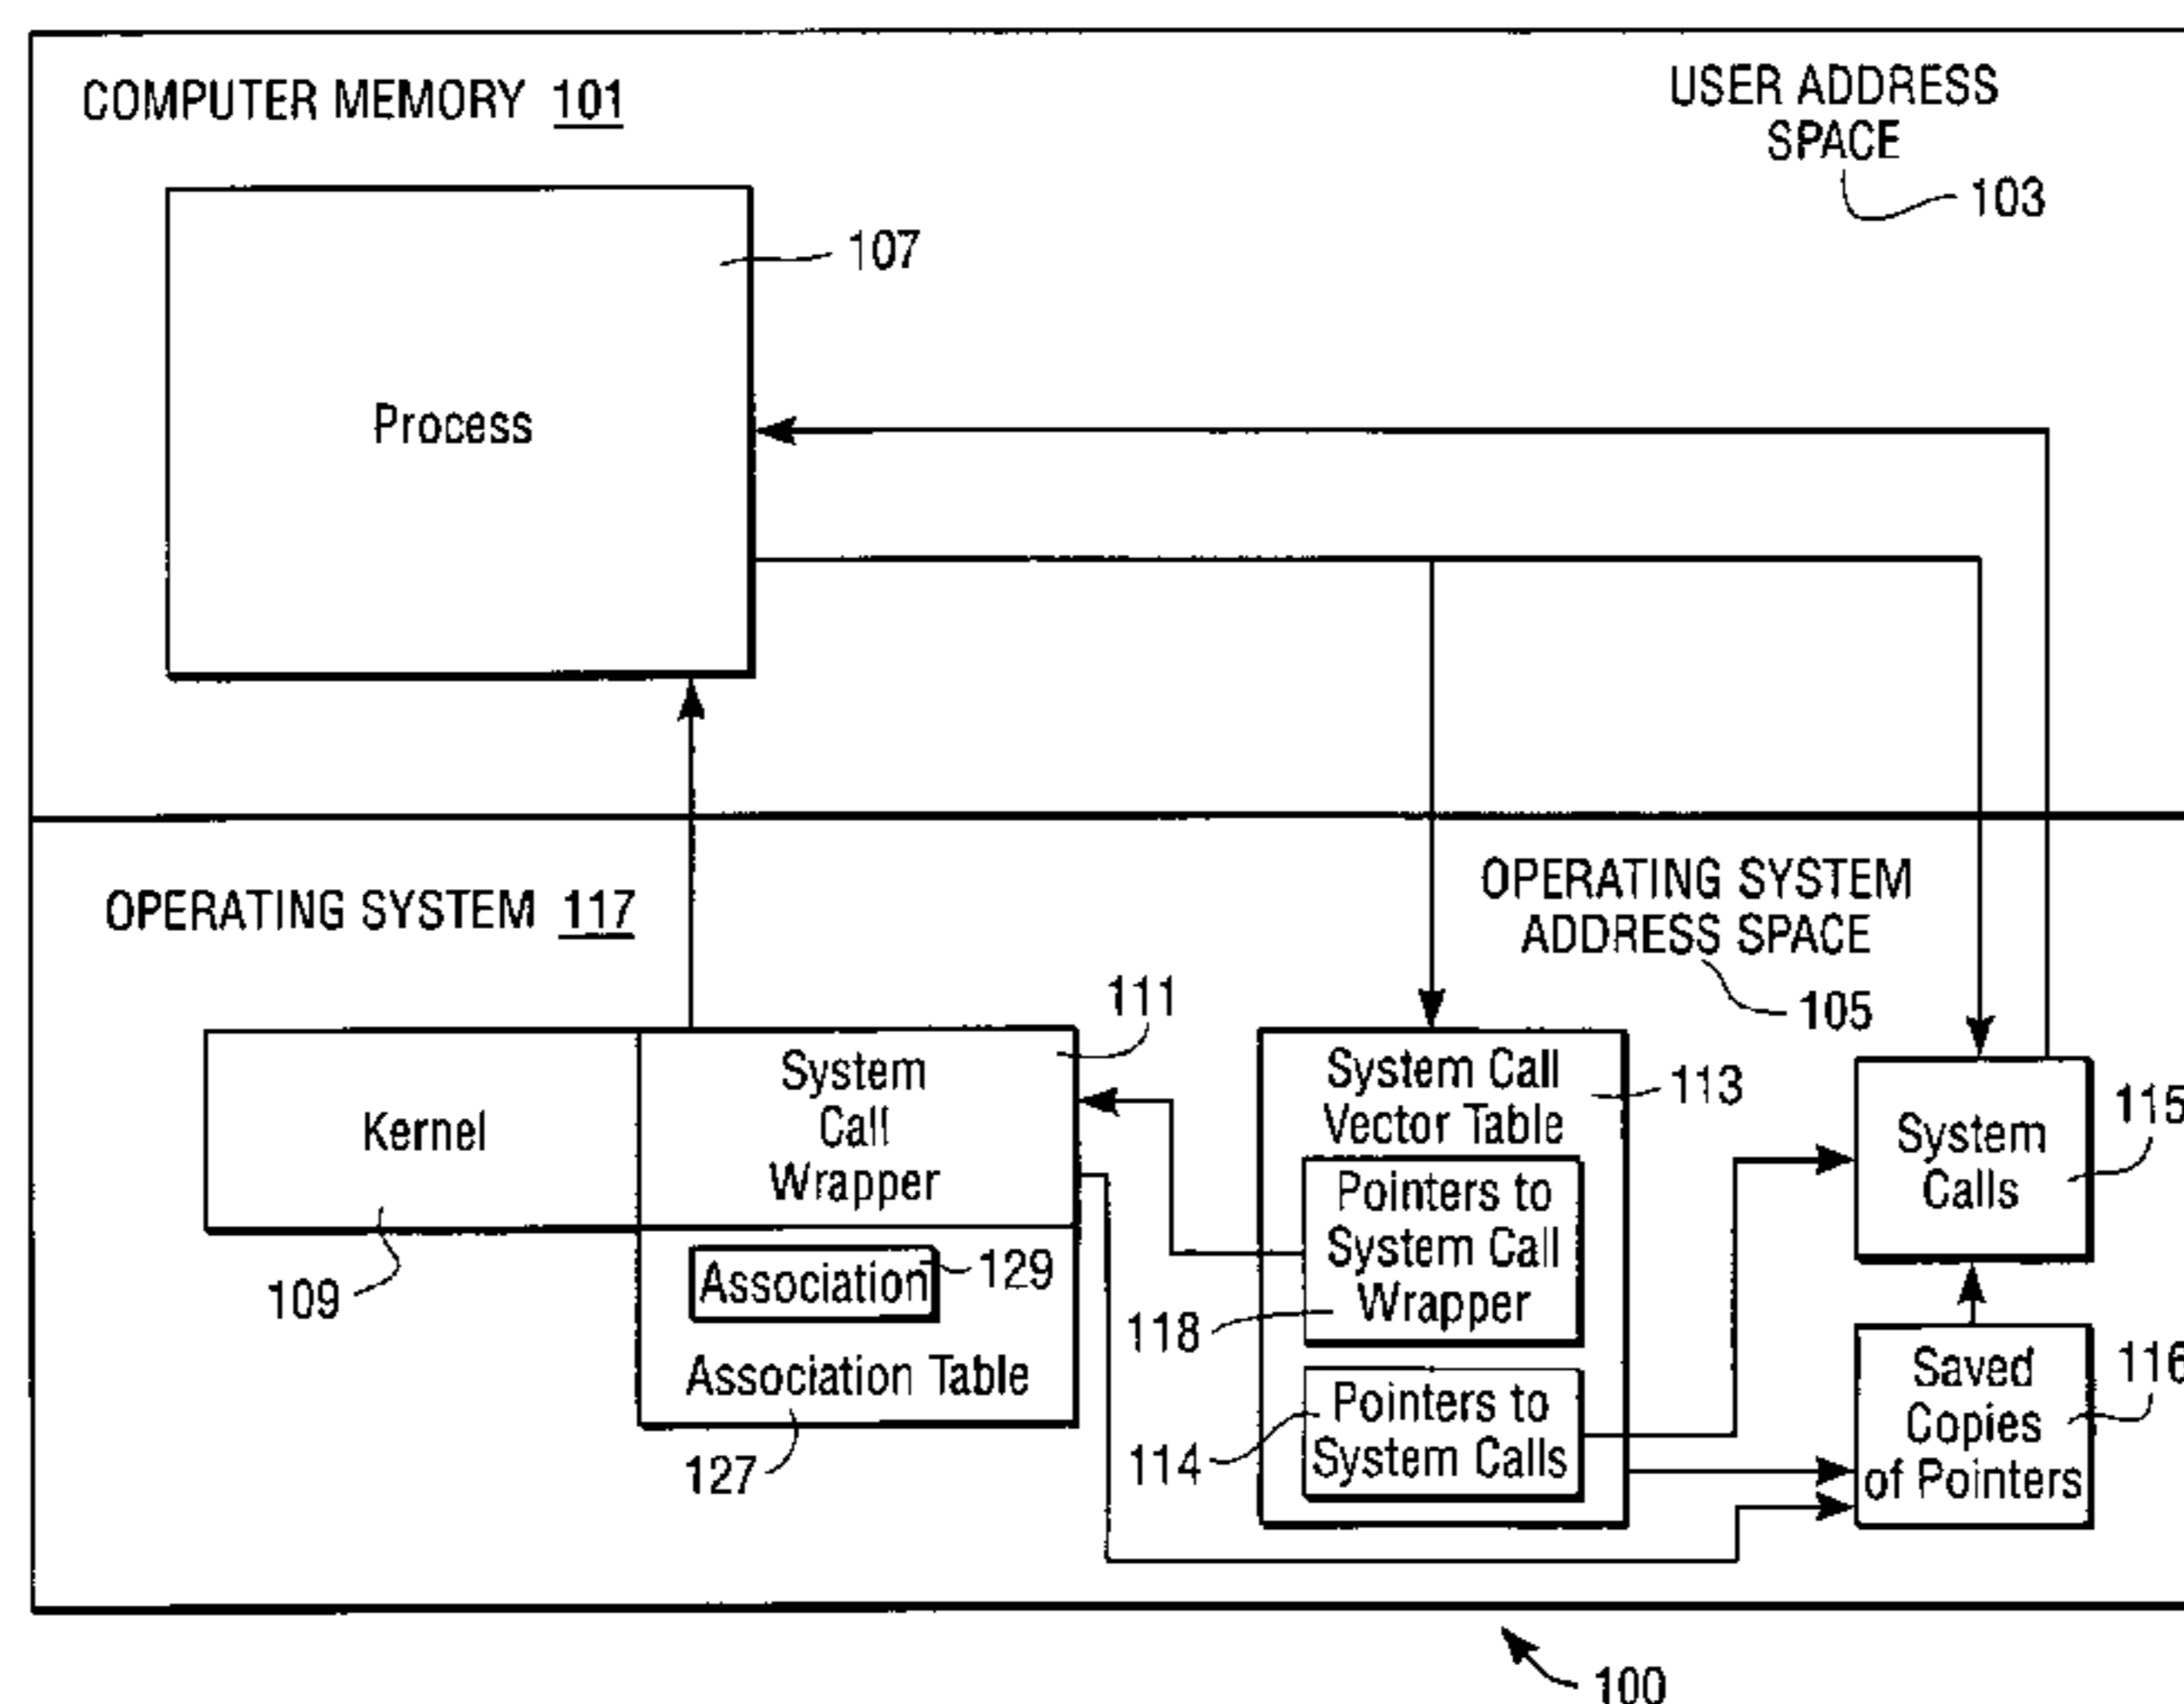 COMPUTER MEMORY 101
USER ADDRESS
SPACE
103
107
Process
OPERATING SYSTEM 117
OPERATING SYSTEM
ADDRESS SPACE
105
111
Kernel
109
System
Call
Wrapper
Association
129
Association Table
127
System Call
Vector Table
113
Pointers to
System Call
Wrapper
118
Pointers to
System Calls
114
System
Calls
115
Saved
Copies
of Pointers
116
100